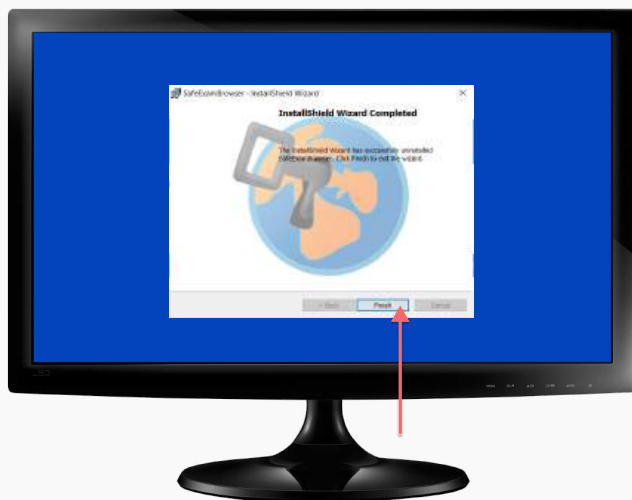 SafeExamBrowser - InstallShield Wizard
InstallShield Wizard Completed
The InstallShield Wizard has successfully uninstalled
SafeExamBrowser. Click Finish to exit the wizard.
< Back Finish Cancel